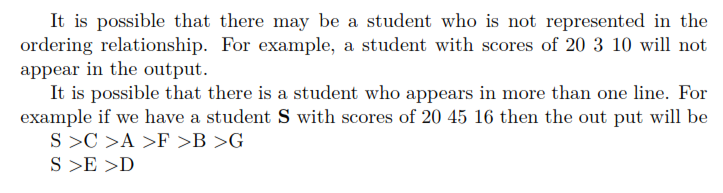 It is possible that there may be a student who is not represented in the
ordering relationship. For example, a student with scores of 20 3 10 will not
appear in the output.
It is possible that there is a student who appears in more than one line. For
example if we have a student S with scores of 20 45 16 then the out put will be
S >C >A >F >B >G
S >E >D